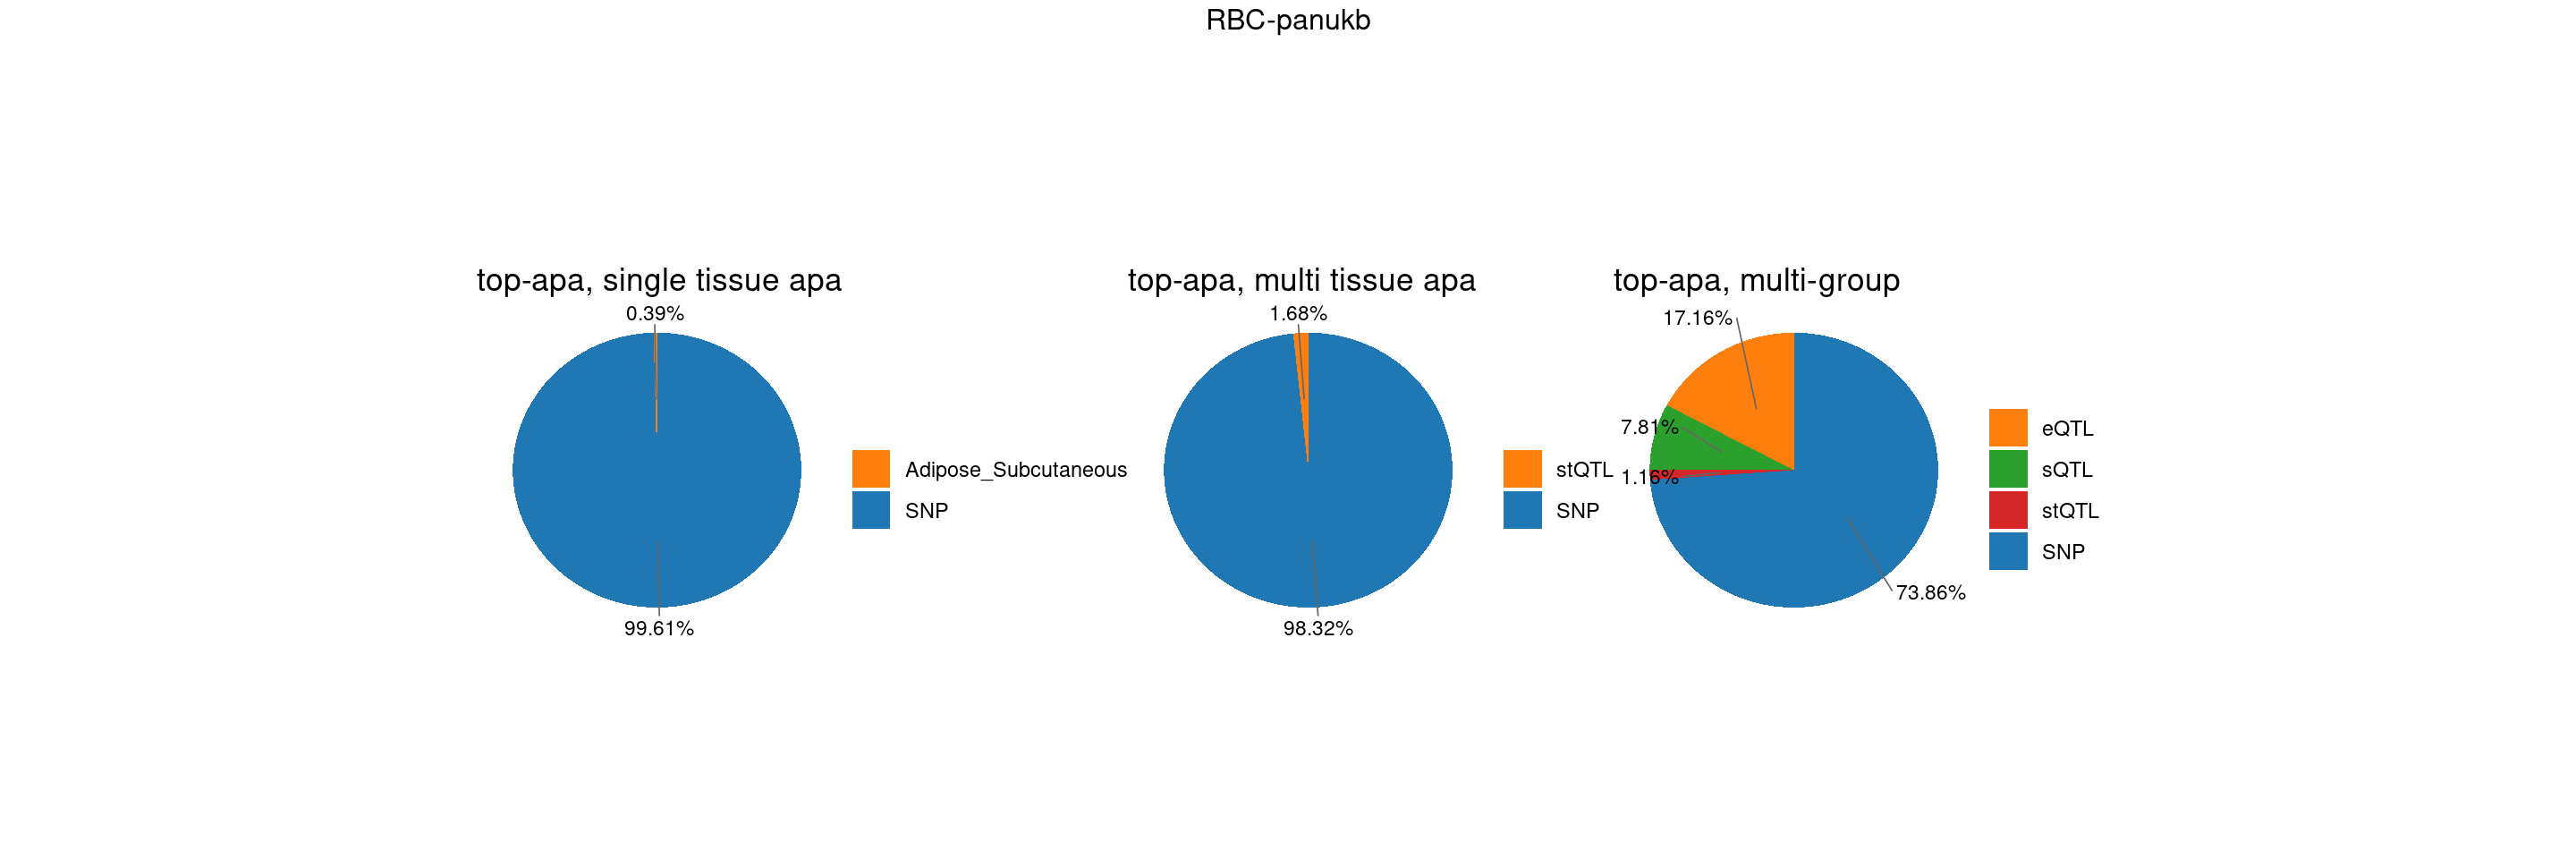 RBC-panukb
top-apa, single tissue apa
0.39%
99.61%
Adipose_Subcutaneous
SNP
top-apa, multi tissue apa
1.68%
98.32%
stQTL
SNP
top-apa, multi-group
17.16%
7.81%
1.16%
73.86%
eQTL
sQTL
stQTL
SNP